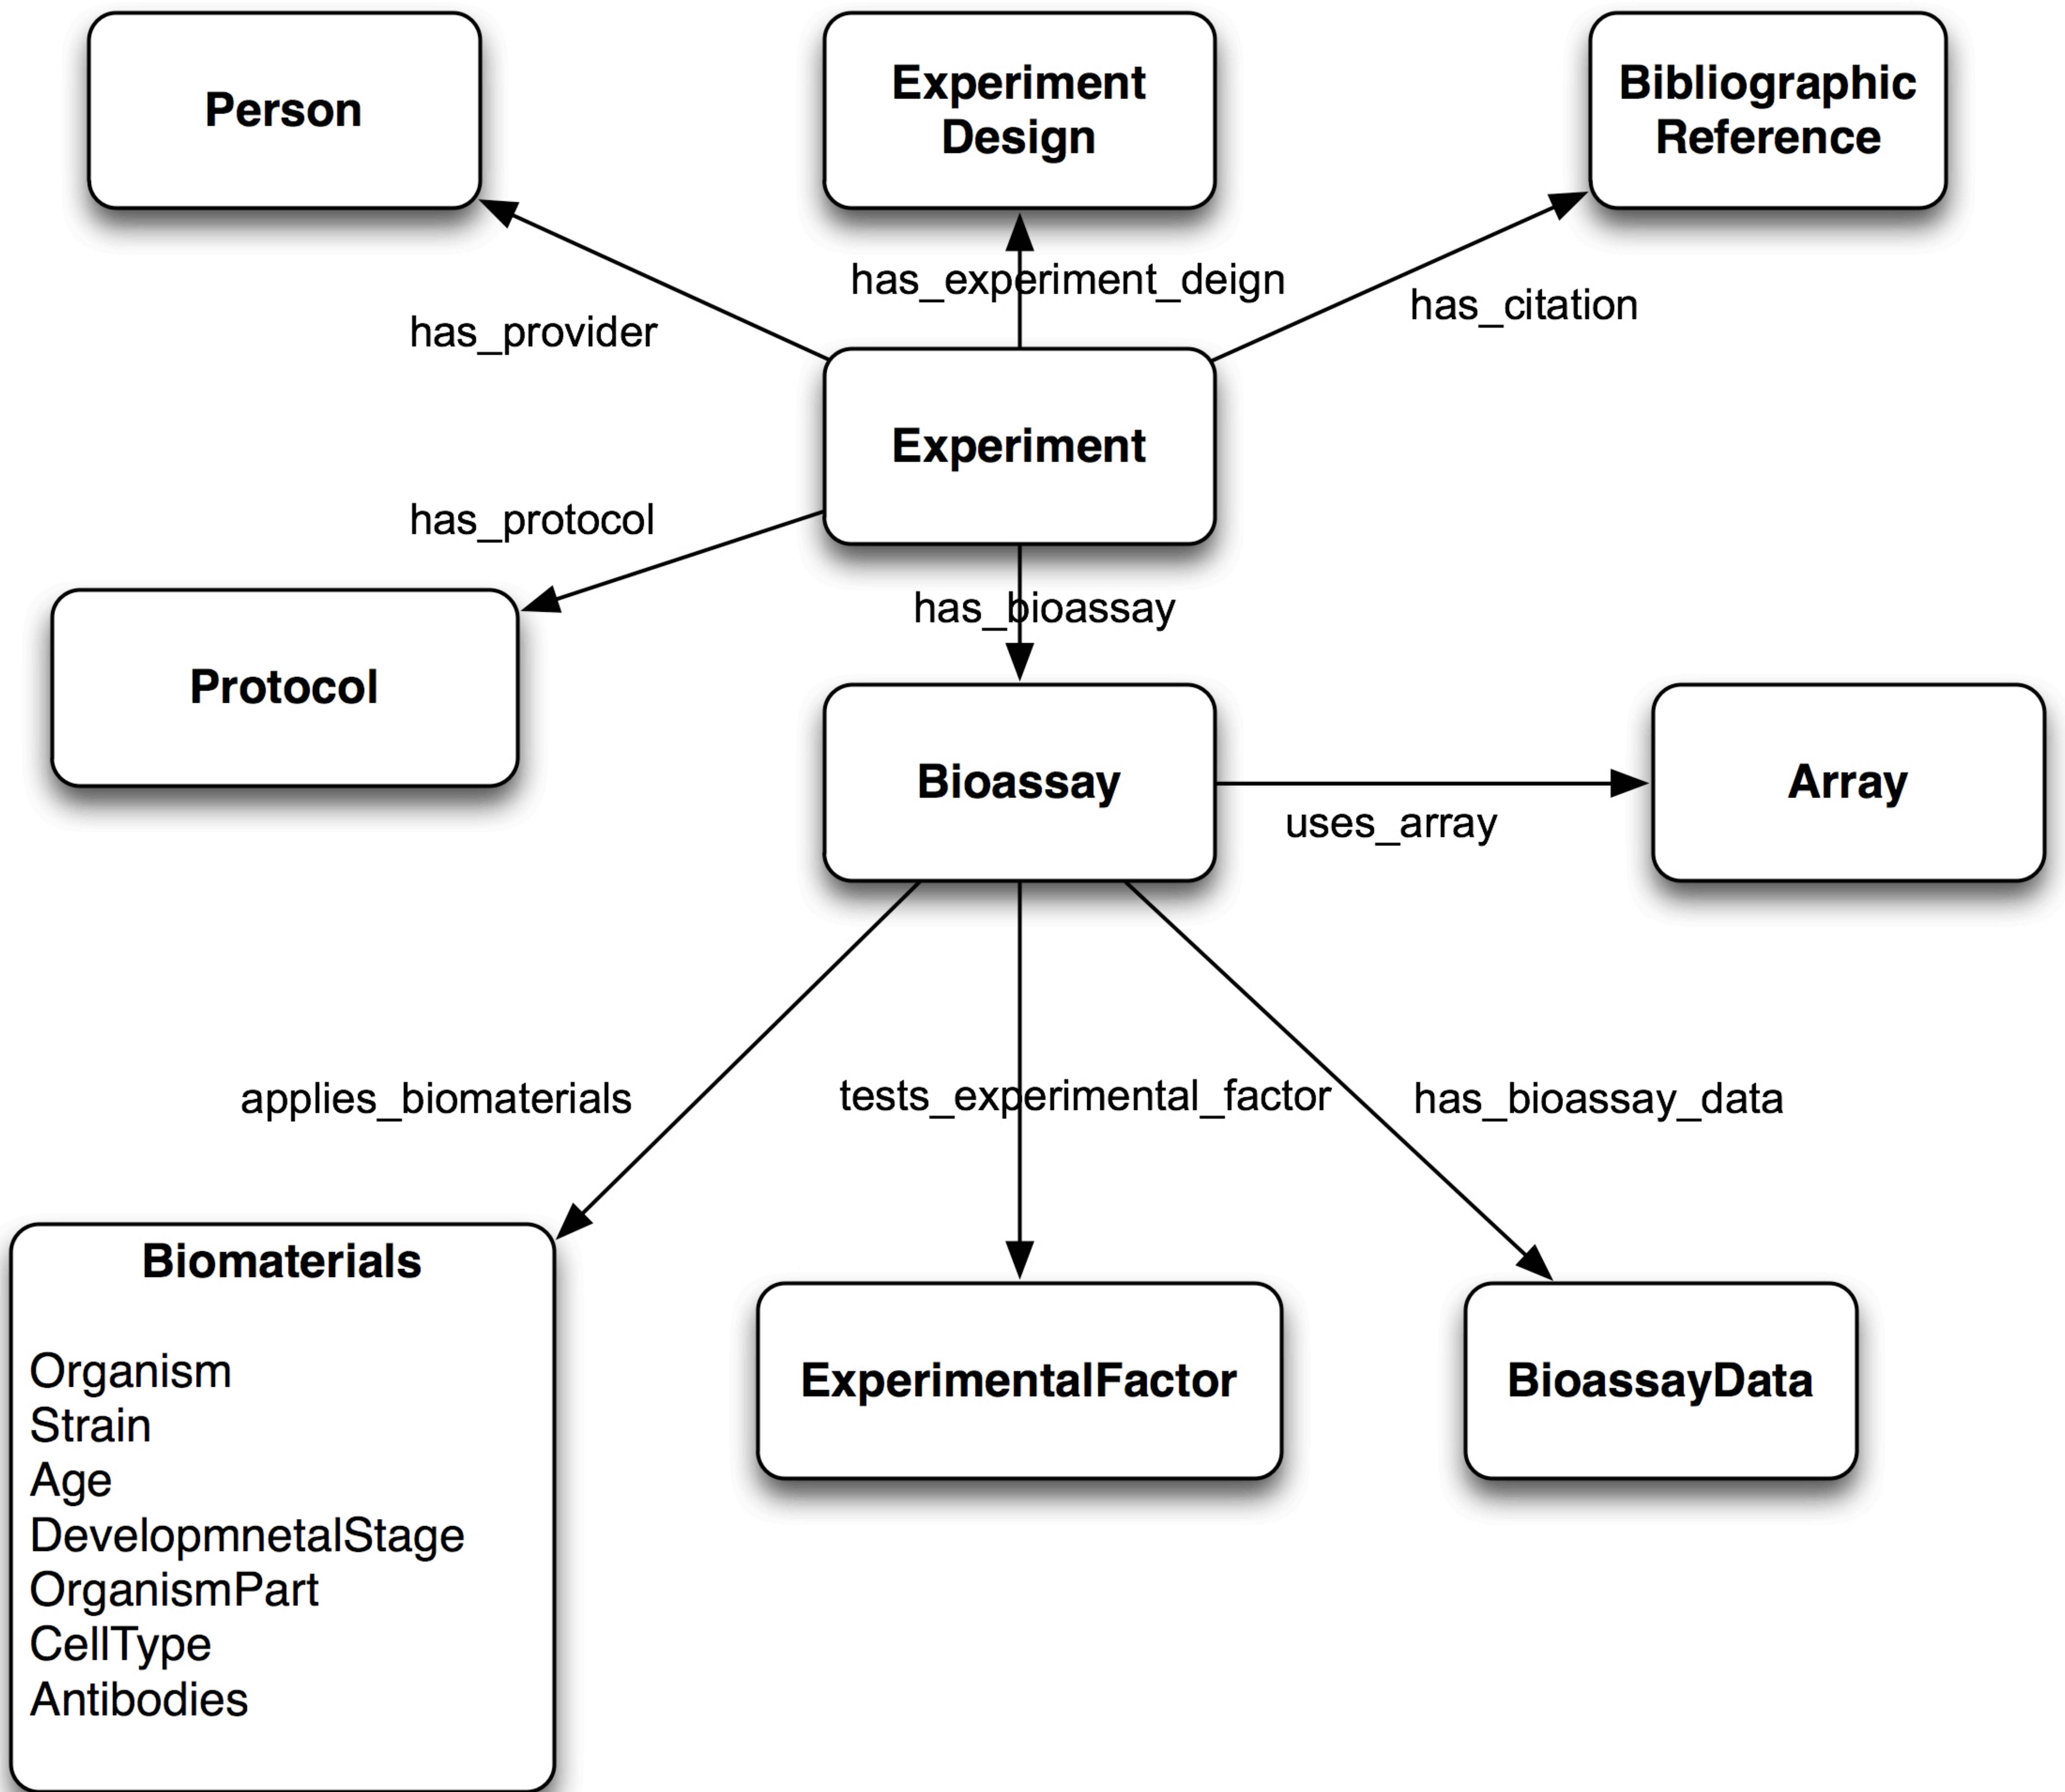 Person
Experiment
Design
Bibliographic
Reference
has_experiment_deign
has_citation
has_provider
Experiment
has_protocol
has_bioassay
Protocol
Bioassay
Array
uses_array
applies_biomaterials
tests_experimental_factor
has_bioassay_data
Biomaterials
Organism
Strain
Age
DevelopmnetalStage
OrganismPart
CellType
Antibodies
ExperimentalFactor
BioassayData